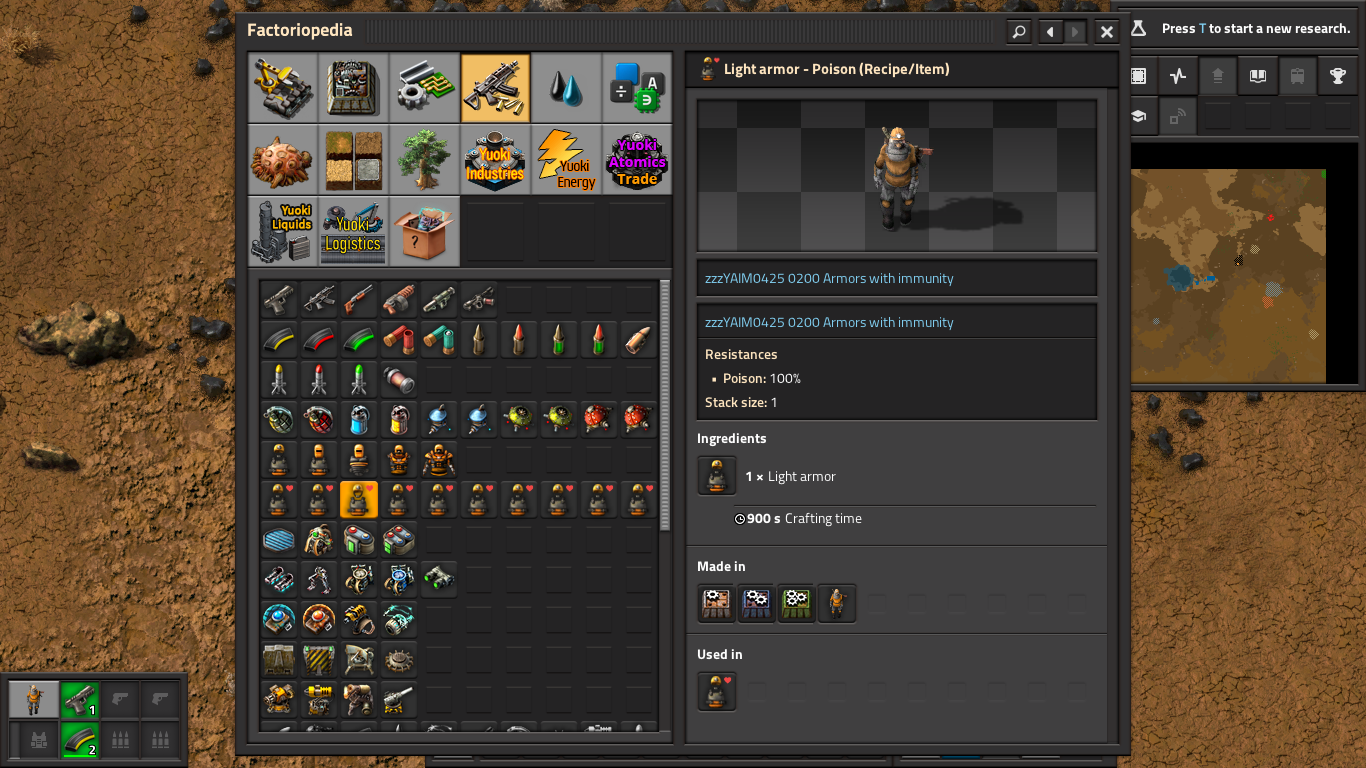 Factoriopedia
Press T to start a new research.
Light armor - Poison (Recipe/Item)
A
Yuoki
Industries
Yuoki
Energy
Yuoki
Atomics
Trade
Yuoki
Liquids
Yuoki
Logistics
?
zzzYAIM0425 0200 Armors with immunity
zzzYAIM0425 0200 Armors with immunity
Resistances
▪ Poison: 100%
Stack size: 1
Ingredients
1 × Light armor
900 s Crafting time
Made in
Used in
1
2